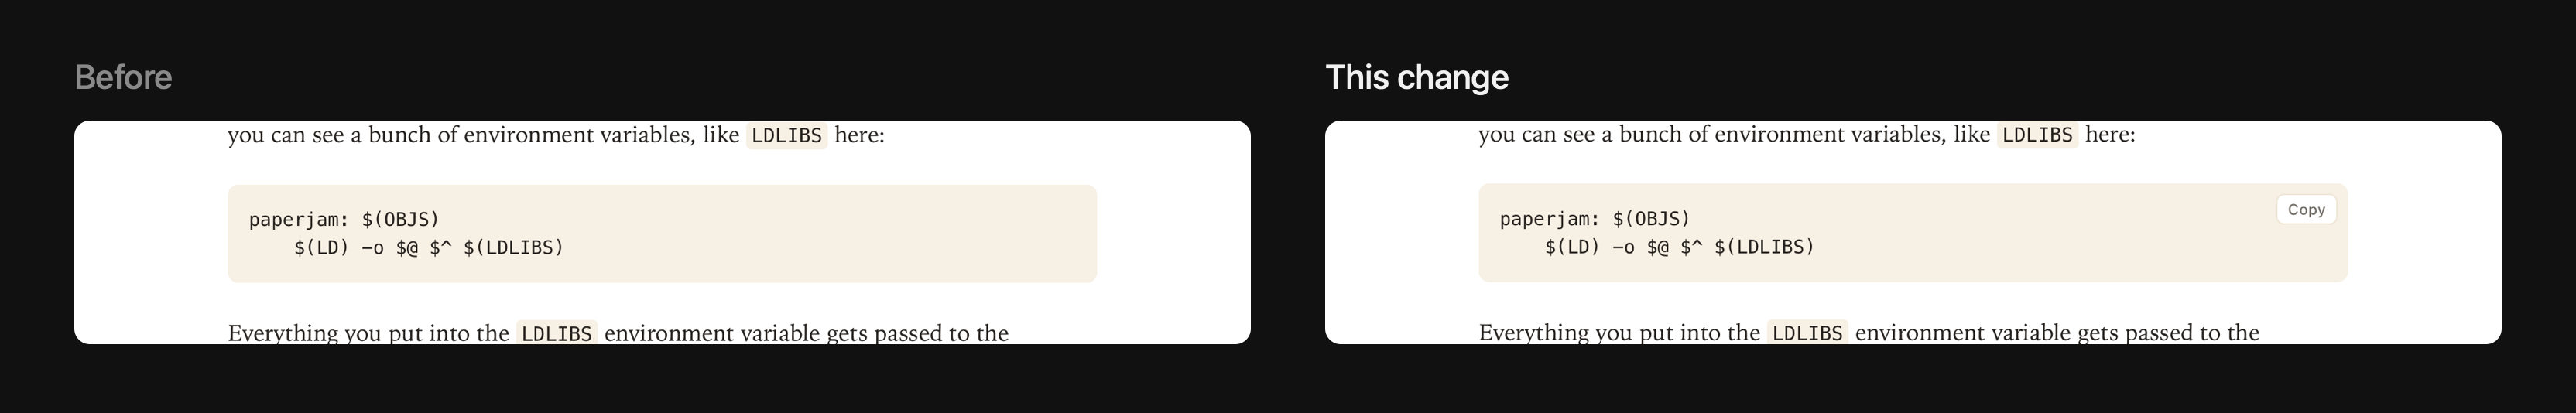 Before
you can see a bunch of environment variables, like LDLIBS here:
paperjam: $(OBJS)
    $(LD) -o $@ $^ $(LDLIBS)
Everything you put into the LDLIBS environment variable gets passed to the
This change
you can see a bunch of environment variables, like LDLIBS here:
Copy
paperjam: $(OBJS)
    $(LD) -o $@ $^ $(LDLIBS)
Everything you put into the LDLIBS environment variable gets passed to the